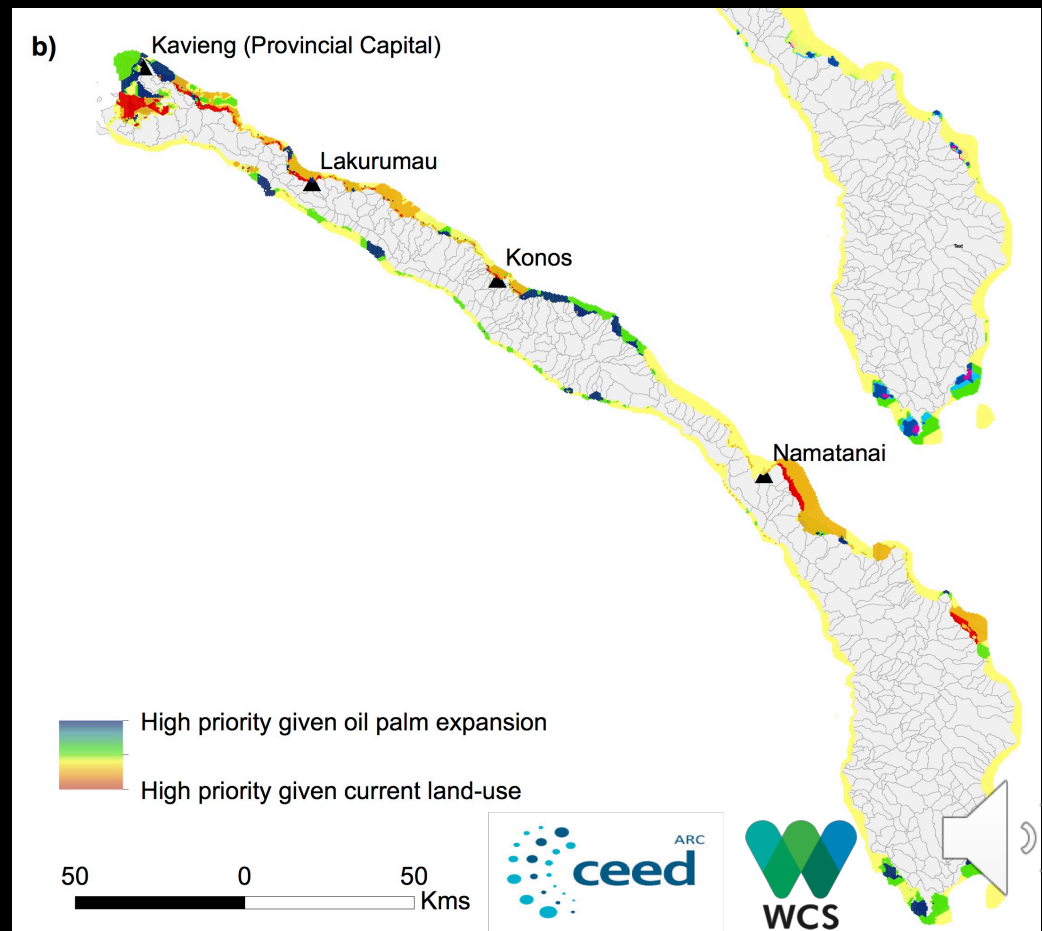 b)
Kavieng (Provincial Capital)
Lakurumau
Konos
Text
Namatanai
High priority given oil palm expansion
High priority given current land-use
50 0 50 Kms
ARC
ceed
WCS